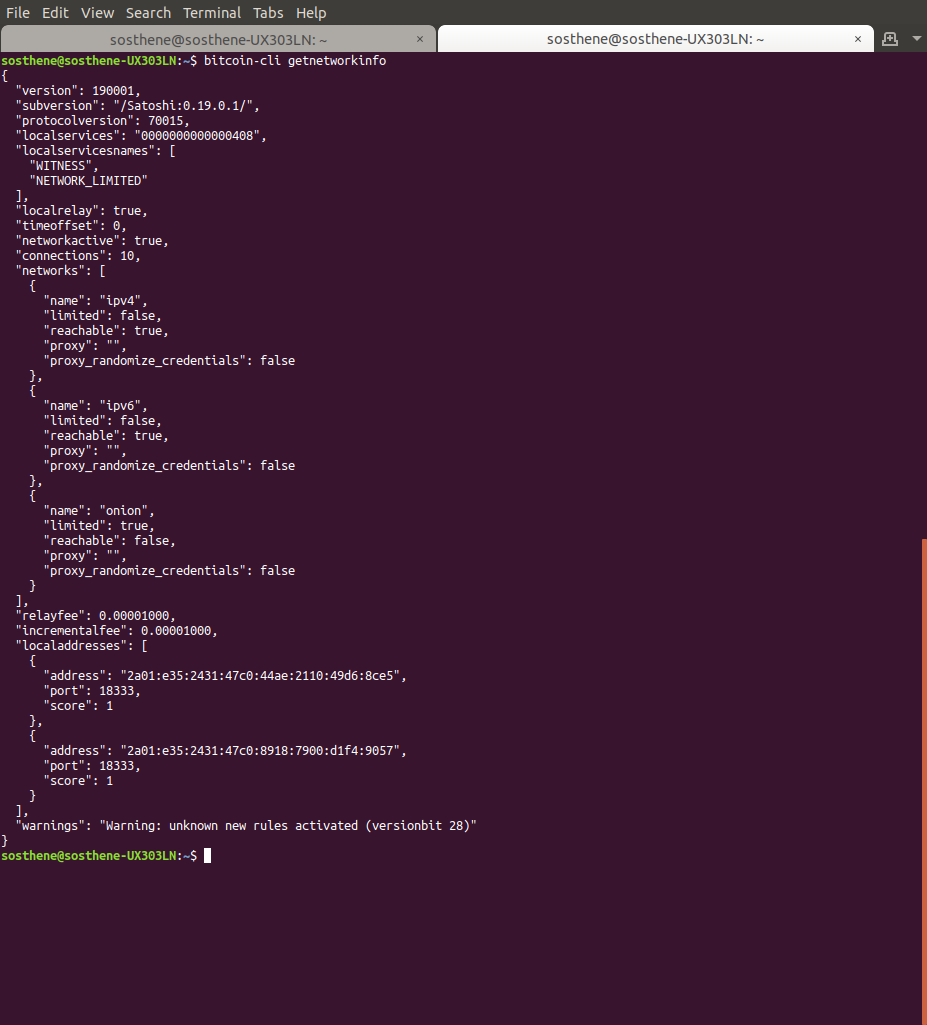 File Edit View Search Terminal Tabs Help
sosthene@sosthene-UX303LN: ~ × sosthene@sosthene-UX303LN: ~ ×
sosthene@sosthene-UX303LN:~$ bitcoin-cli getnetworkinfo
{
  "version": 190001,
  "subversion": "/Satoshi:0.19.0.1/",
  "protocolversion": 70015,
  "localservices": "0000000000000408",
  "localservicesnames": [
    "WITNESS",
    "NETWORK_LIMITED"
  ],
  "localrelay": true,
  "timeoffset": 0,
  "networkactive": true,
  "connections": 10,
  "networks": [
    {
      "name": "ipv4",
      "limited": false,
      "reachable": true,
      "proxy": "",
      "proxy_randomize_credentials": false
    },
    {
      "name": "ipv6",
      "limited": false,
      "reachable": true,
      "proxy": "",
      "proxy_randomize_credentials": false
    },
    {
      "name": "onion",
      "limited": true,
      "reachable": false,
      "proxy": "",
      "proxy_randomize_credentials": false
    }
  ],
  "relayfee": 0.00001000,
  "incrementalfee": 0.00001000,
  "localaddresses": [
    {
      "address": "2a01:e35:2431:47c0:44ae:2110:49d6:8ce5",
      "port": 18333,
      "score": 1
    },
    {
      "address": "2a01:e35:2431:47c0:8918:7900:d1f4:9057",
      "port": 18333,
      "score": 1
    }
  ],
  "warnings": "Warning: unknown new rules activated (versionbit 28)"
}
sosthene@sosthene-UX303LN:~$